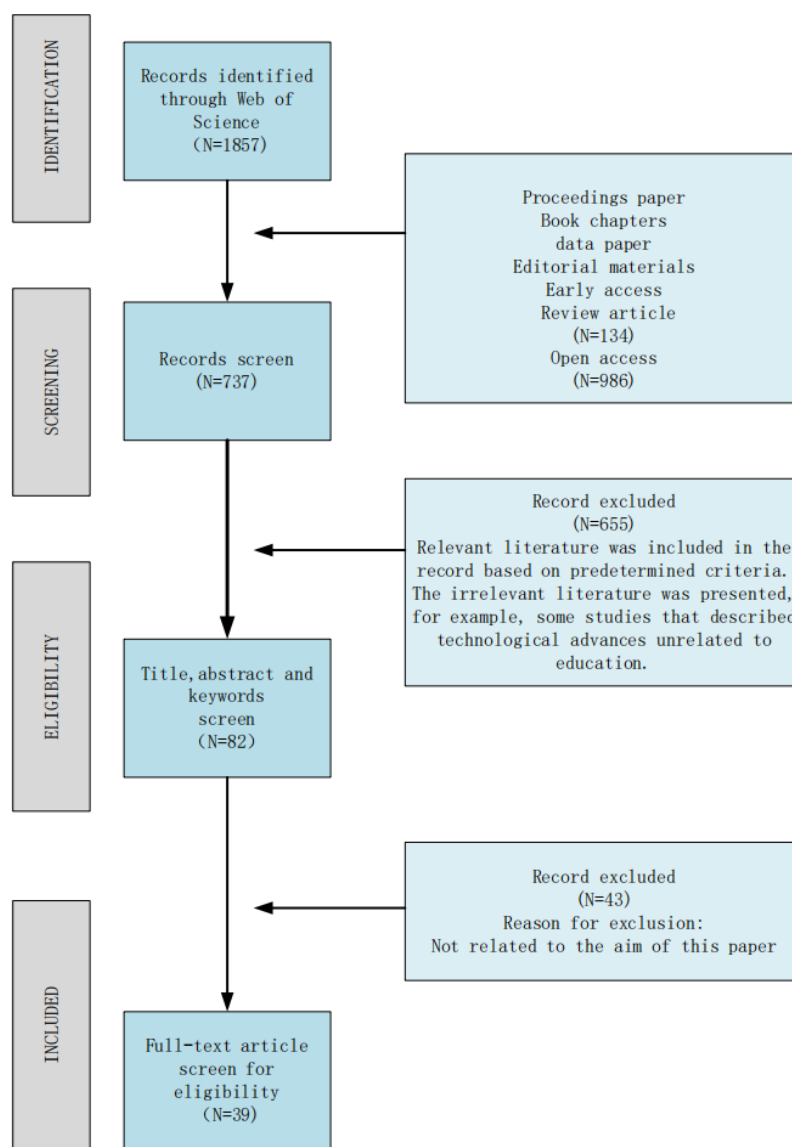 IDENTIFICATION
Records identified
through Web of
Science
(N=1857)
Proceedings paper
Book chapters
data paper
Editorial materials
Early access
Review article
(N=134)
Open access
(N=986)
SCREENING
Records screen
(N=737)
Record excluded
(N=655)
Relevant literature was included in the
record based on predetermined criteria.
The irrelevant literature was presented,
for example, some studies that described
technological advances unrelated to
education.
ELIGIBILITY
Title,abstract and
keywords
screen
(N=82)
Record excluded
(N=43)
Reason for exclusion:
Not related to the aim of this paper
INCLUDED
Full-text article
screen for
eligibility
(N=39)